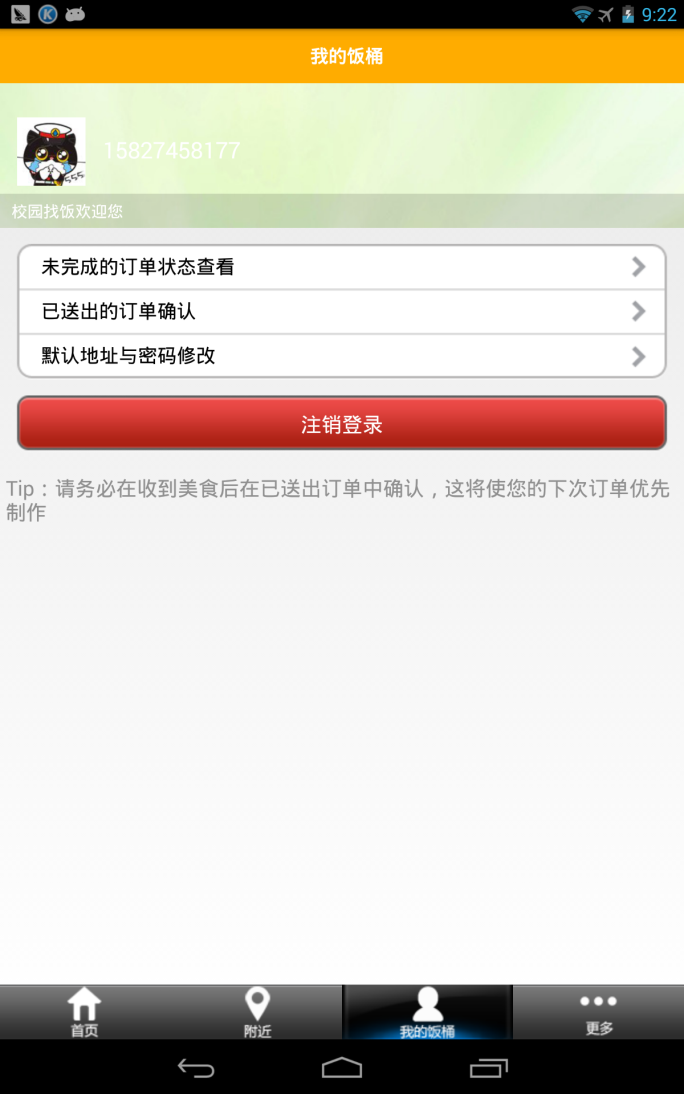 9:22
我的饭桶
555
15827458177
校园找饭欢迎您
未完成的订单状态查看
已送出的订单确认
默认地址与密码修改
注销登录
Tip：请务必在收到美食后在已送出订单中确认，这将使您的下次订单优先
制作
首页
附近
我的饭桶
更多